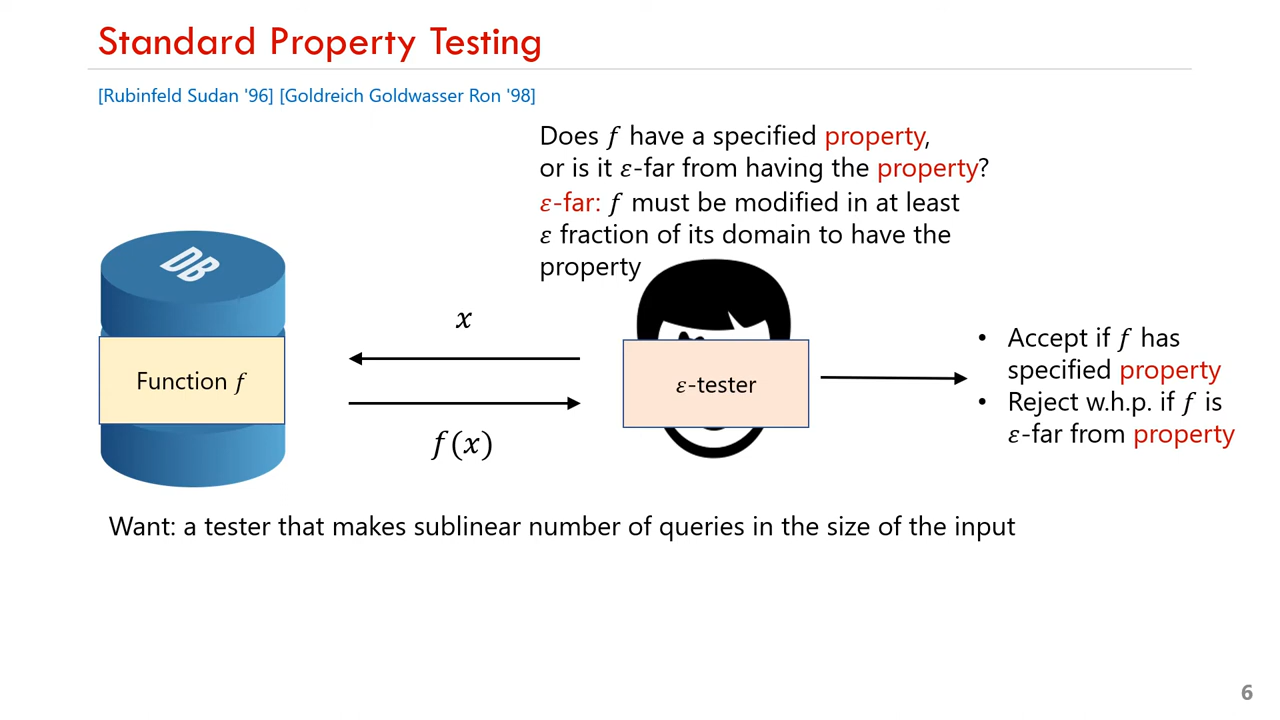 Standard Property Testing
[Rubinfeld Sudan '96] [Goldreich Goldwasser Ron '98]
Does 𝑓 have a specified property,
or is it 𝜀-far from having the property?
𝜀-far: 𝑓 must be modified in at least
𝜀 fraction of its domain to have the
property
DB
Function 𝑓
𝑥
𝑓(𝑥)
𝜀-tester
• Accept if 𝑓 has
specified property
• Reject w.h.p. if 𝑓 is
𝜀-far from property
Want: a tester that makes sublinear number of queries in the size of the input
6